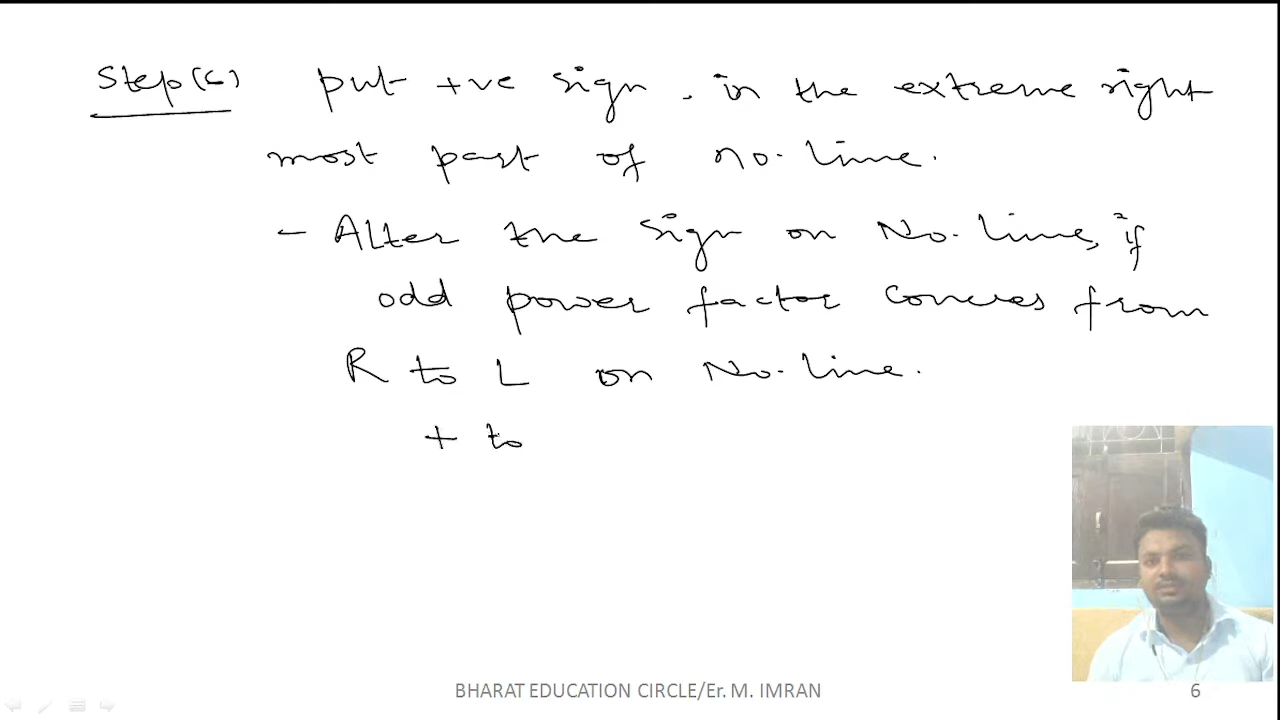 Step(c) put +ve sign in the extreme right
most part of no. line.
- Alter the sign on No. line, if
odd power factor comes from
R to L on No. line.
+ to
BHARAT EDUCATION CIRCLE/Er. M. IMRAN 6